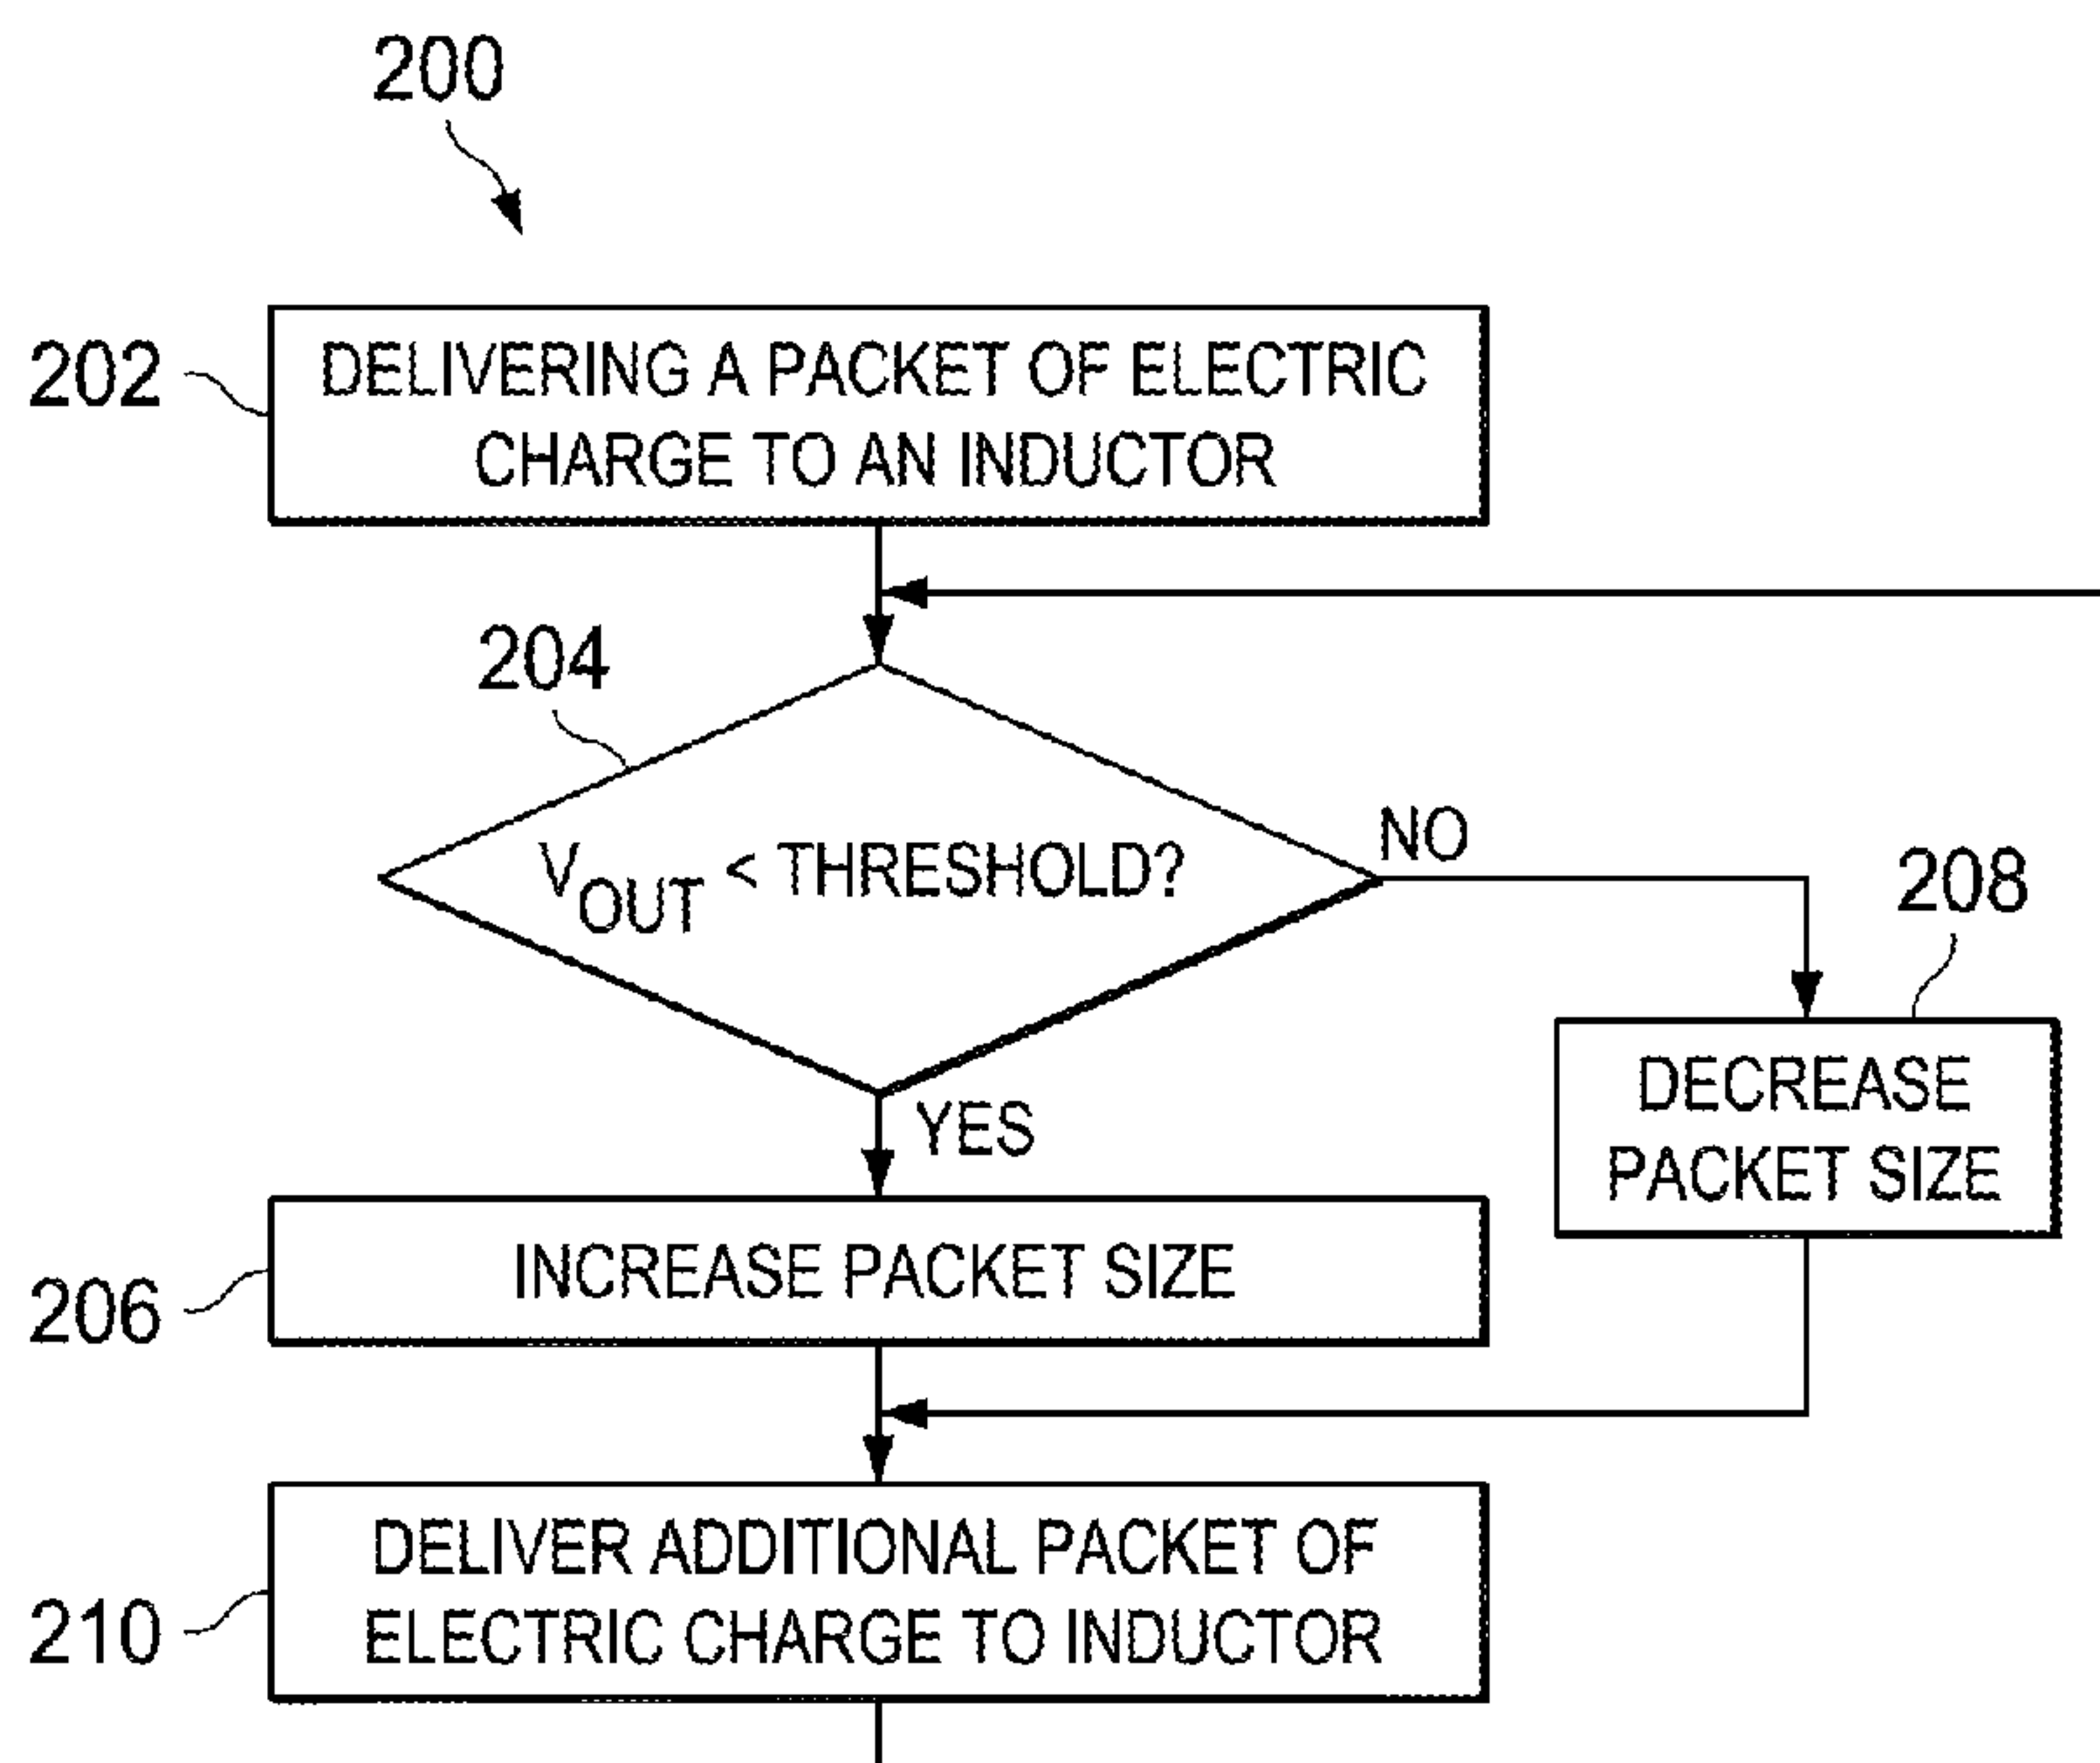 200
202
DELIVERING A PACKET OF ELECTRIC
CHARGE TO AN INDUCTOR
204
VOUT < THRESHOLD?
NO
208
DECREASE
PACKET SIZE
YES
206
INCREASE PACKET SIZE
210
DELIVER ADDITIONAL PACKET OF
ELECTRIC CHARGE TO INDUCTOR